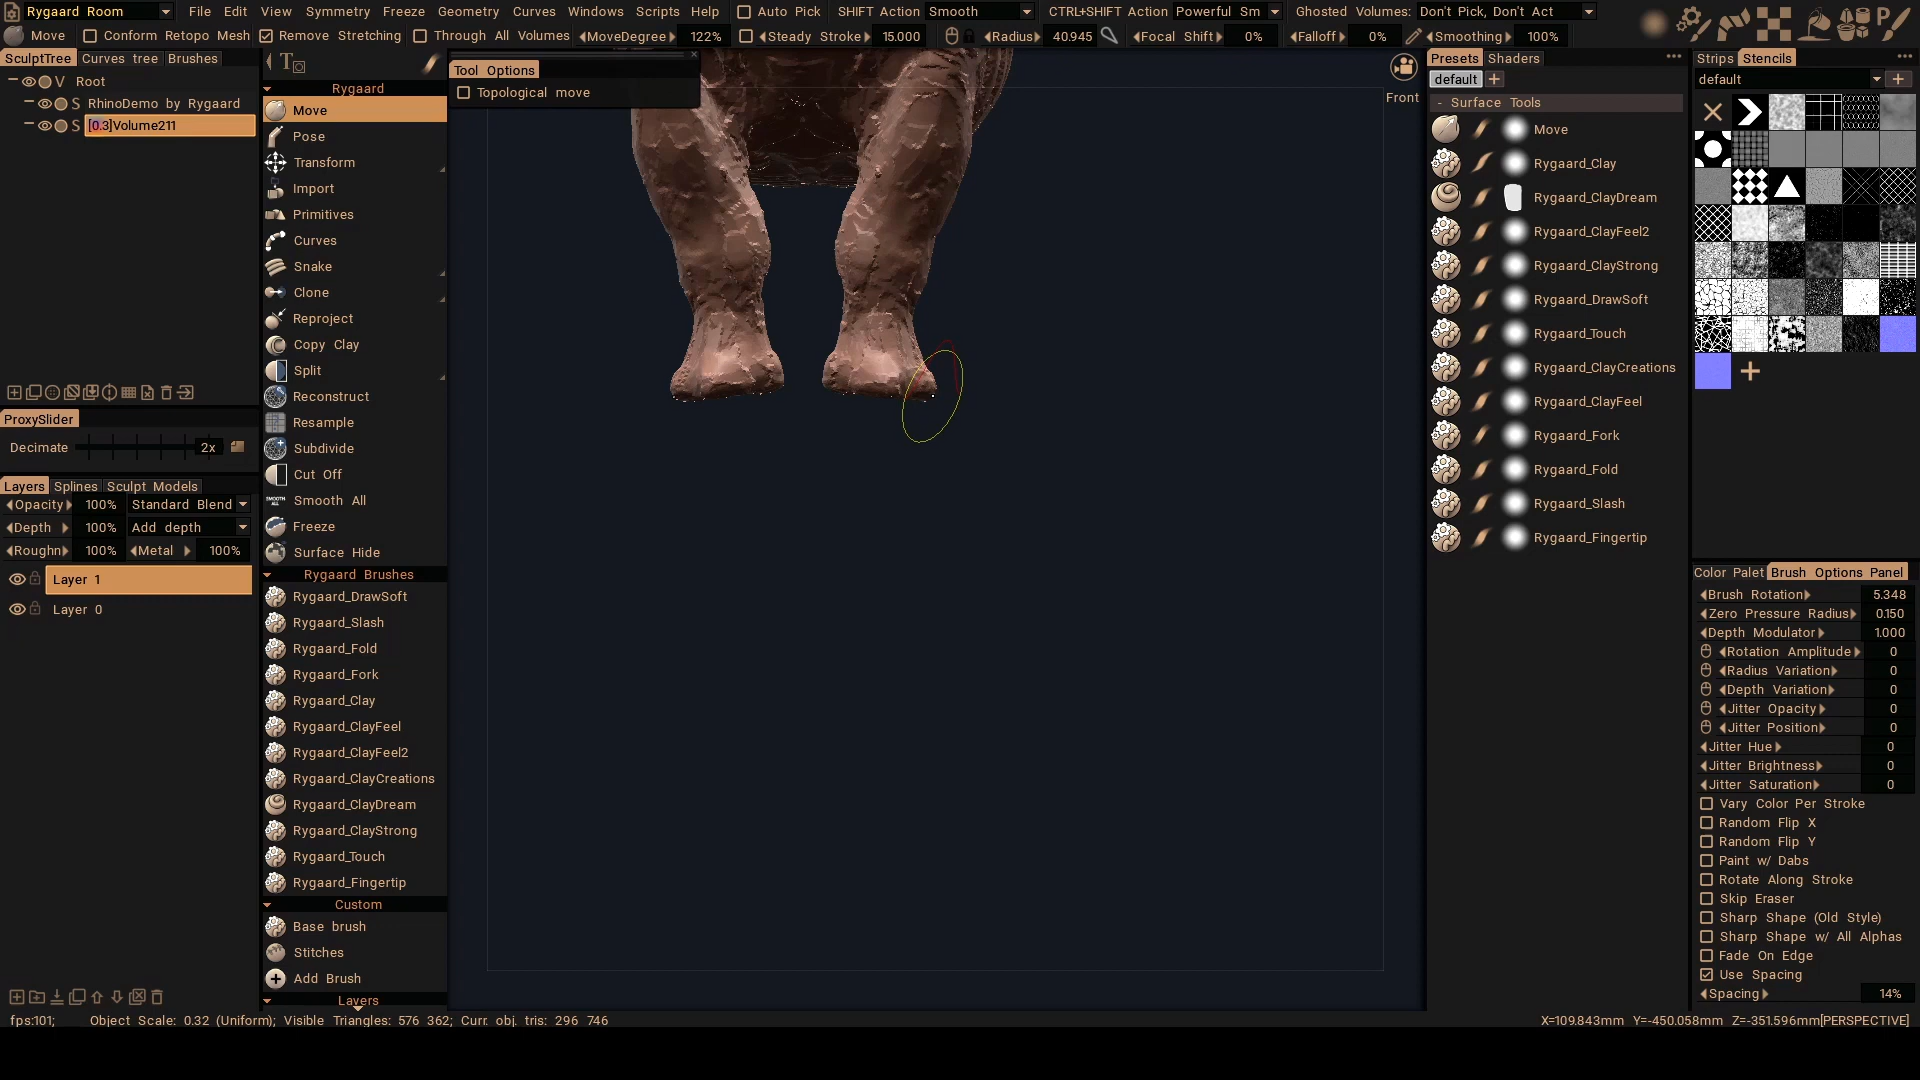 Rygaard Room File Edit View Symmetry Freeze Geometry Curves Windows Scripts Help Auto Pick SHIFT Action Smooth CTRL+SHIFT Action Powerful Sm Ghosted Volumes: Don't Pick, Don't Act
Move Conform Retopo Mesh Remove Stretching Through All Volumes MoveDegree 122% Steady Stroke 15.000 Radius 40.945 Focal Shift 0% Falloff 0% Smoothing 100%
SculptTree Curves tree Brushes
V Root
S RhinoDemo by Rygaard
S [0.3]Volume211
ProxySlider
Decimate 2x
Layers Splines Sculpt Models
Opacity 100% Standard Blend
Depth 100% Add depth
Roughn 100% Metal 100%
Layer 1
Layer 0
Rygaard
Move
Pose
Transform
Import
Primitives
Curves
Snake
Clone
Reproject
Copy Clay
Split
Reconstruct
Resample
Subdivide
Cut Off
SMOOTH ALL Smooth All
Freeze
Surface Hide
Rygaard Brushes
Rygaard_DrawSoft
Rygaard_Slash
Rygaard_Fold
Rygaard_Fork
Rygaard_Clay
Rygaard_ClayFeel
Rygaard_ClayFeel2
Rygaard_ClayCreations
Rygaard_ClayDream
Rygaard_ClayStrong
Rygaard_Touch
Rygaard_Fingertip
Custom
Base brush
Stitches
Add Brush
Layers
Tool Options
Topological move
Front
Presets Shaders
default
- Surface Tools
Move
Rygaard_Clay
Rygaard_ClayDream
Rygaard_ClayFeel2
Rygaard_ClayStrong
Rygaard_DrawSoft
Rygaard_Touch
Rygaard_ClayCreations
Rygaard_ClayFeel
Rygaard_Fork
Rygaard_Fold
Rygaard_Slash
Rygaard_Fingertip
Strips Stencils
default
Color Palet Brush Options Panel
Brush Rotation 5.348
Zero Pressure Radius 0.150
Depth Modulator 1.000
Rotation Amplitude 0
Radius Variation 0
Depth Variation 0
Jitter Opacity 0
Jitter Position 0
Jitter Hue 0
Jitter Brightness 0
Jitter Saturation 0
Vary Color Per Stroke
Random Flip X
Random Flip Y
Paint w/ Dabs
Rotate Along Stroke
Skip Eraser
Sharp Shape (Old Style)
Sharp Shape w/ All Alphas
Fade On Edge
Use Spacing
Spacing 14%
fps:101; Object Scale: 0.32 (Uniform); Visible Triangles: 576 362; Curr. obj. tris: 296 746 X=109.843mm Y=-450.058mm Z=-351.596mm[PERSPECTIVE]